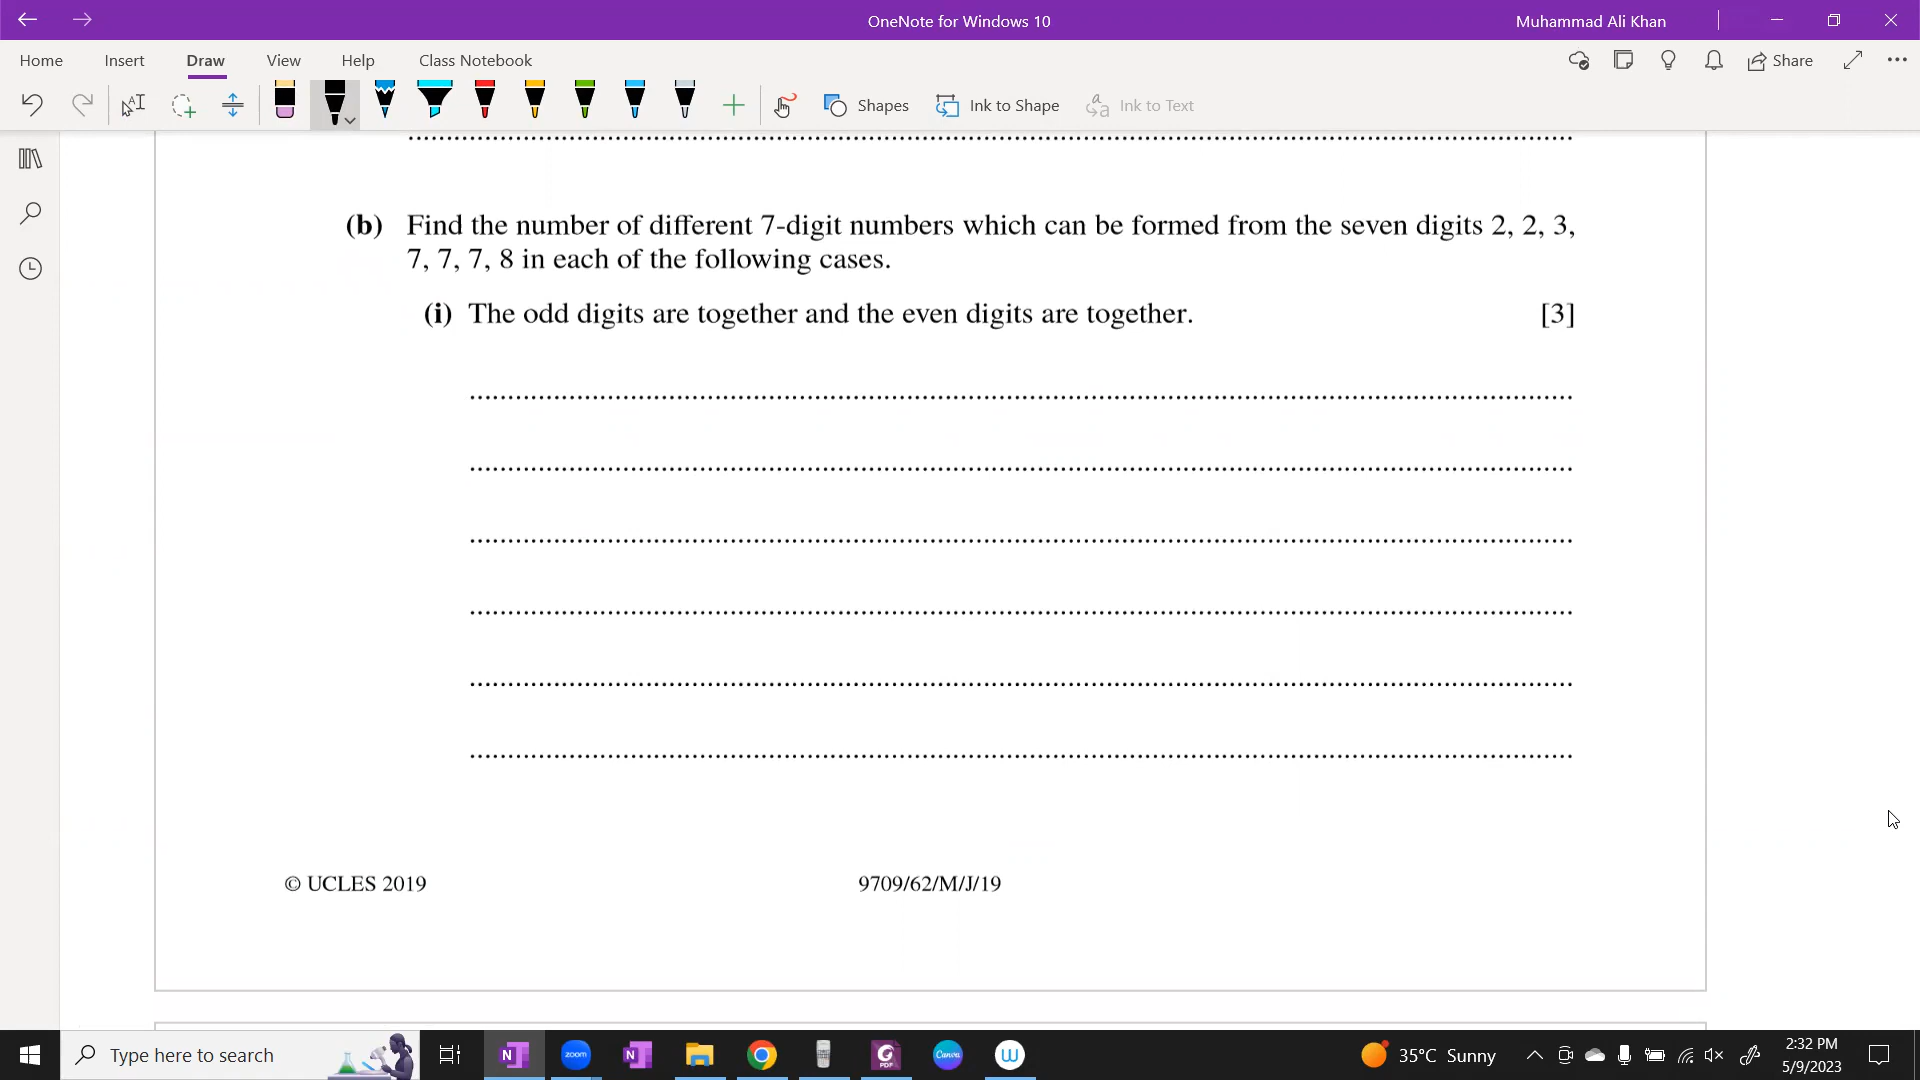 OneNote for Windows 10
Muhammad Ali Khan
Home Insert Draw View Help Class Notebook
Share
Shapes Ink to Shape Ink to Text
(b) Find the number of different 7-digit numbers which can be formed from the seven digits 2, 2, 3,
7, 7, 7, 8 in each of the following cases.
(i) The odd digits are together and the even digits are together. [3]
© UCLES 2019 9709/62/M/J/19
Type here to search
zoom
PDF
Canva
35°C Sunny
2:32 PM
5/9/2023